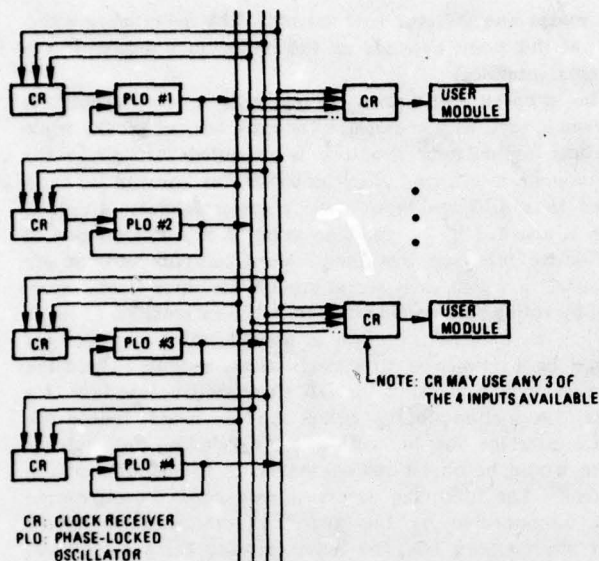 CR
PLO #1
CR
USER
MODULE
CR
PLO #2
CR
PLO #3
CR
USER
MODULE
NOTE: CR MAY USE ANY 3 OF
THE 4 INPUTS AVAILABLE
CR
PLO #4
CR: CLOCK RECEIVER
PLO: PHASE-LOCKED
OSCILLATOR